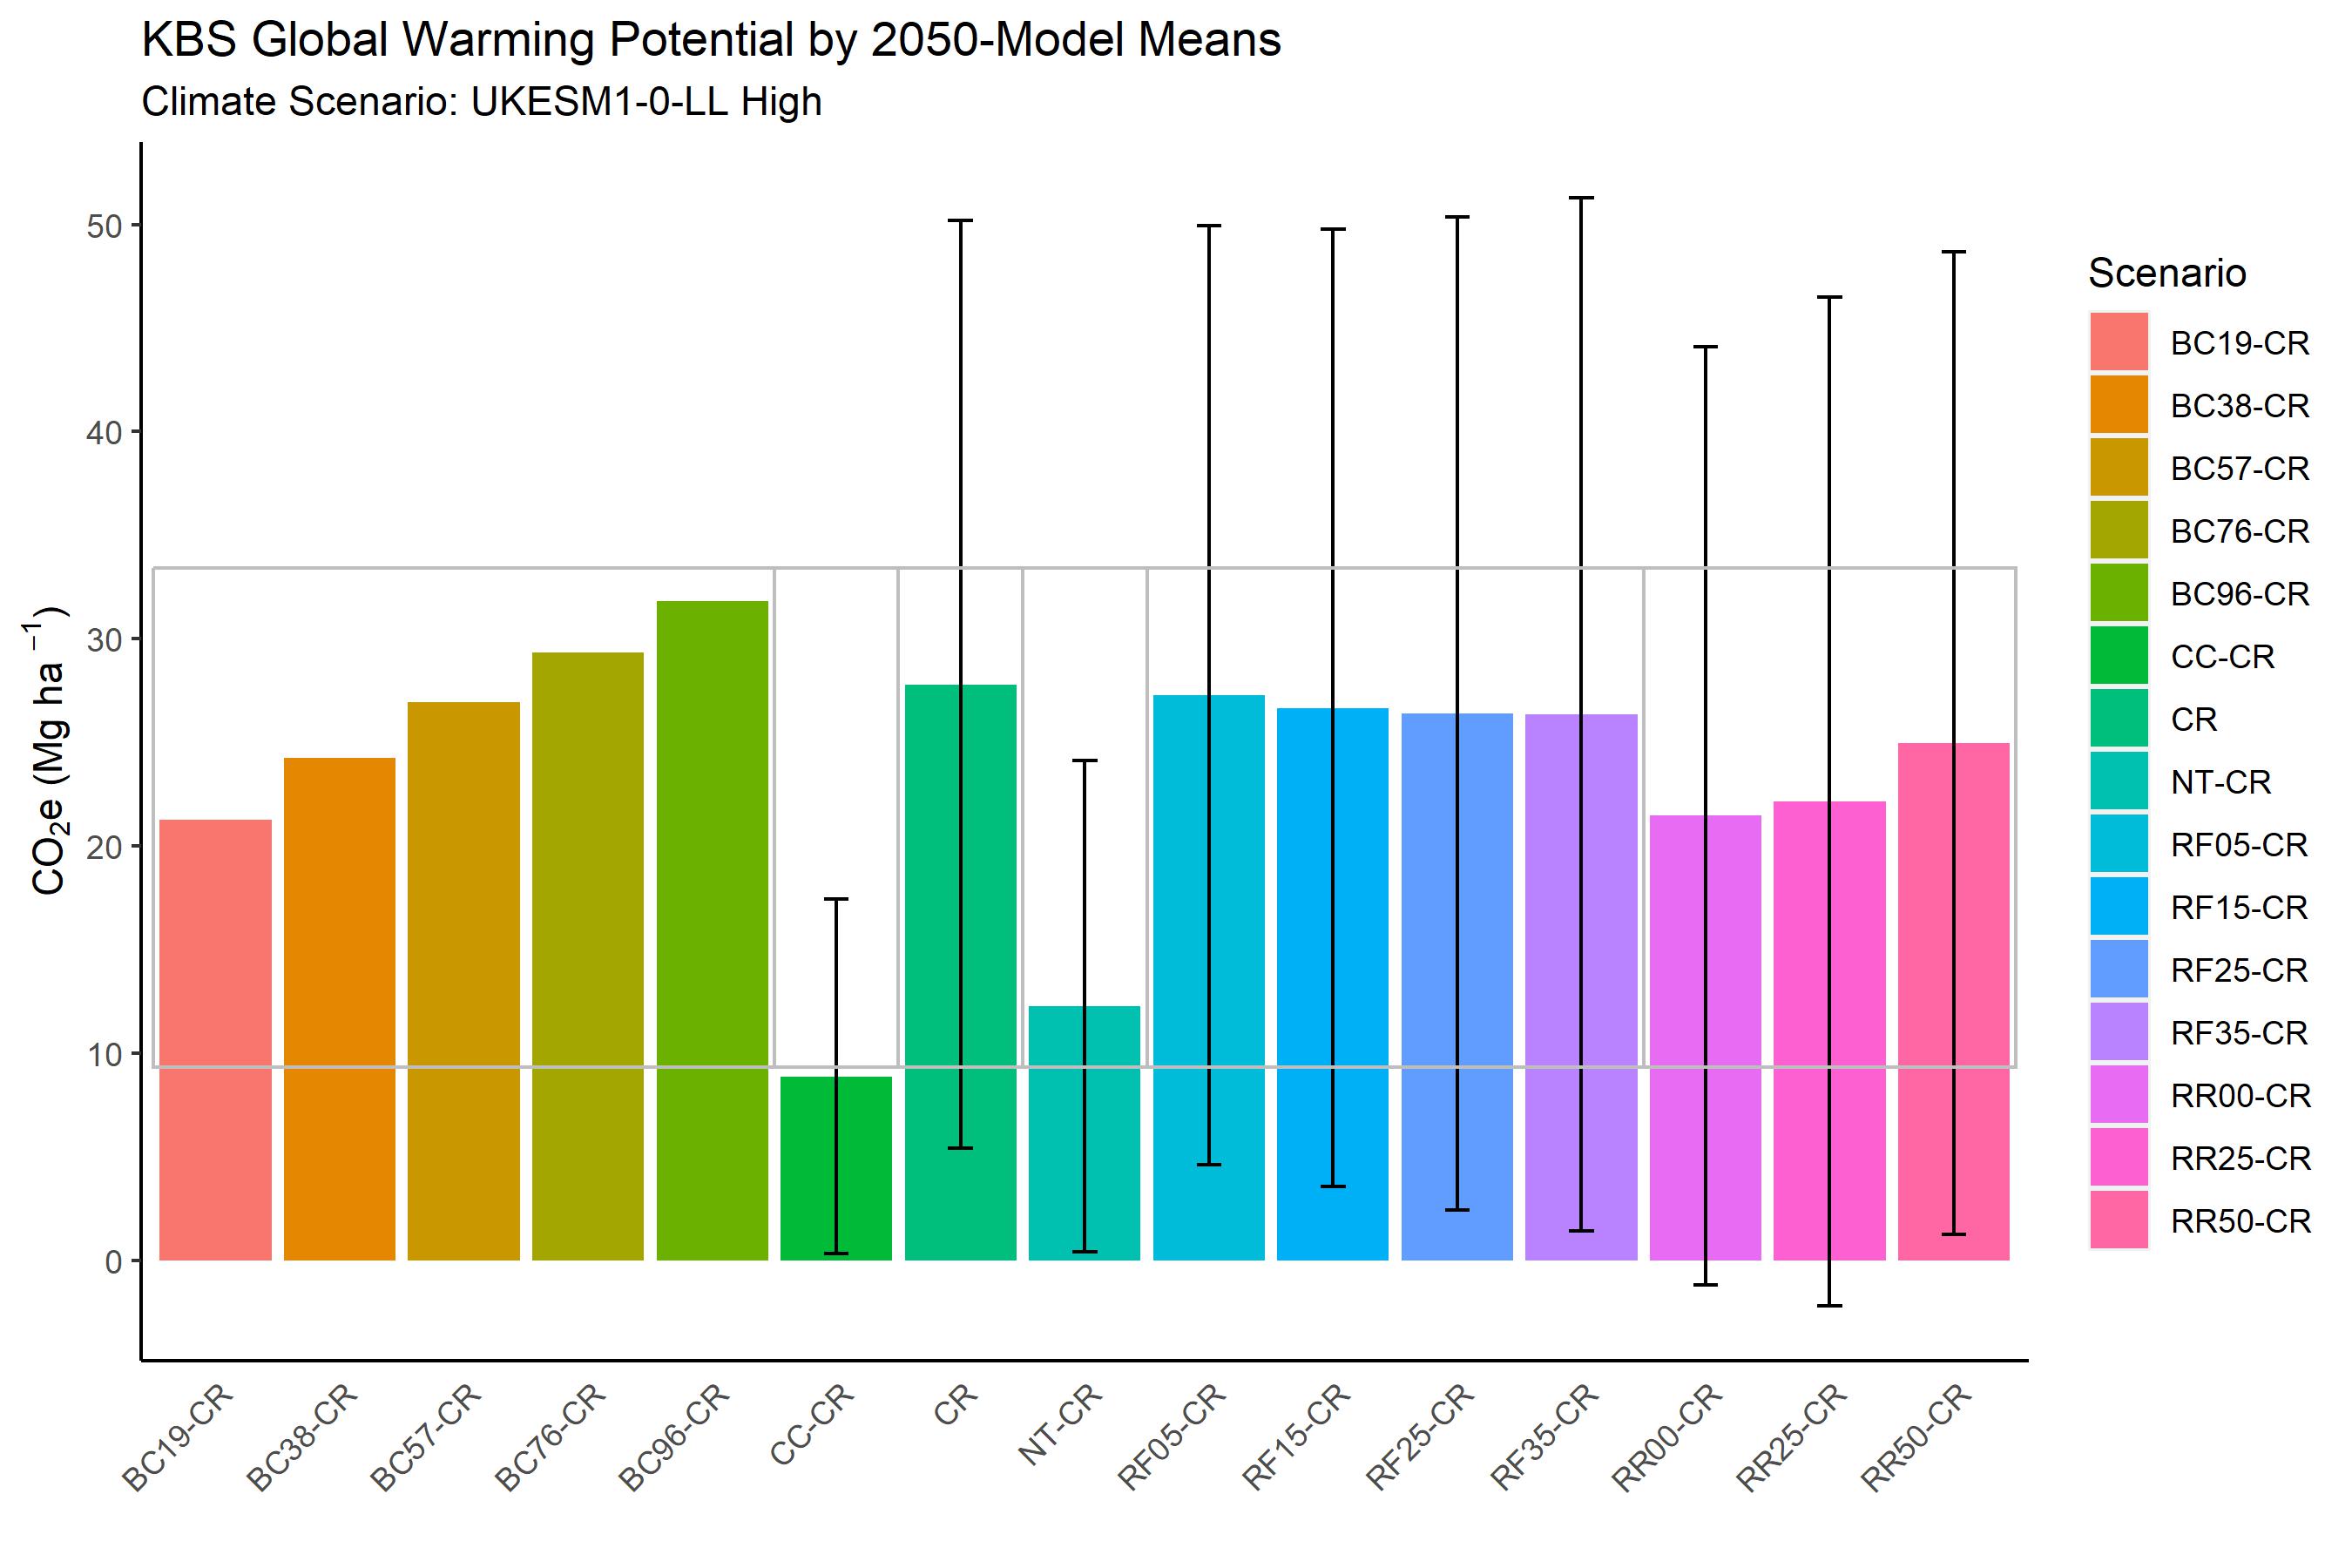 KBS Global Warming Potential by 2050-Model Means
Climate Scenario: UKESM1-0-LL High
CO₂e (Mg ha ⁻¹)
50
40
30
20
10
0
BC19-CR
BC38-CR
BC57-CR
BC76-CR
BC96-CR
CC-CR
CR
NT-CR
RF05-CR
RF15-CR
RF25-CR
RF35-CR
RR00-CR
RR25-CR
RR50-CR
Scenario
BC19-CR
BC38-CR
BC57-CR
BC76-CR
BC96-CR
CC-CR
CR
NT-CR
RF05-CR
RF15-CR
RF25-CR
RF35-CR
RR00-CR
RR25-CR
RR50-CR